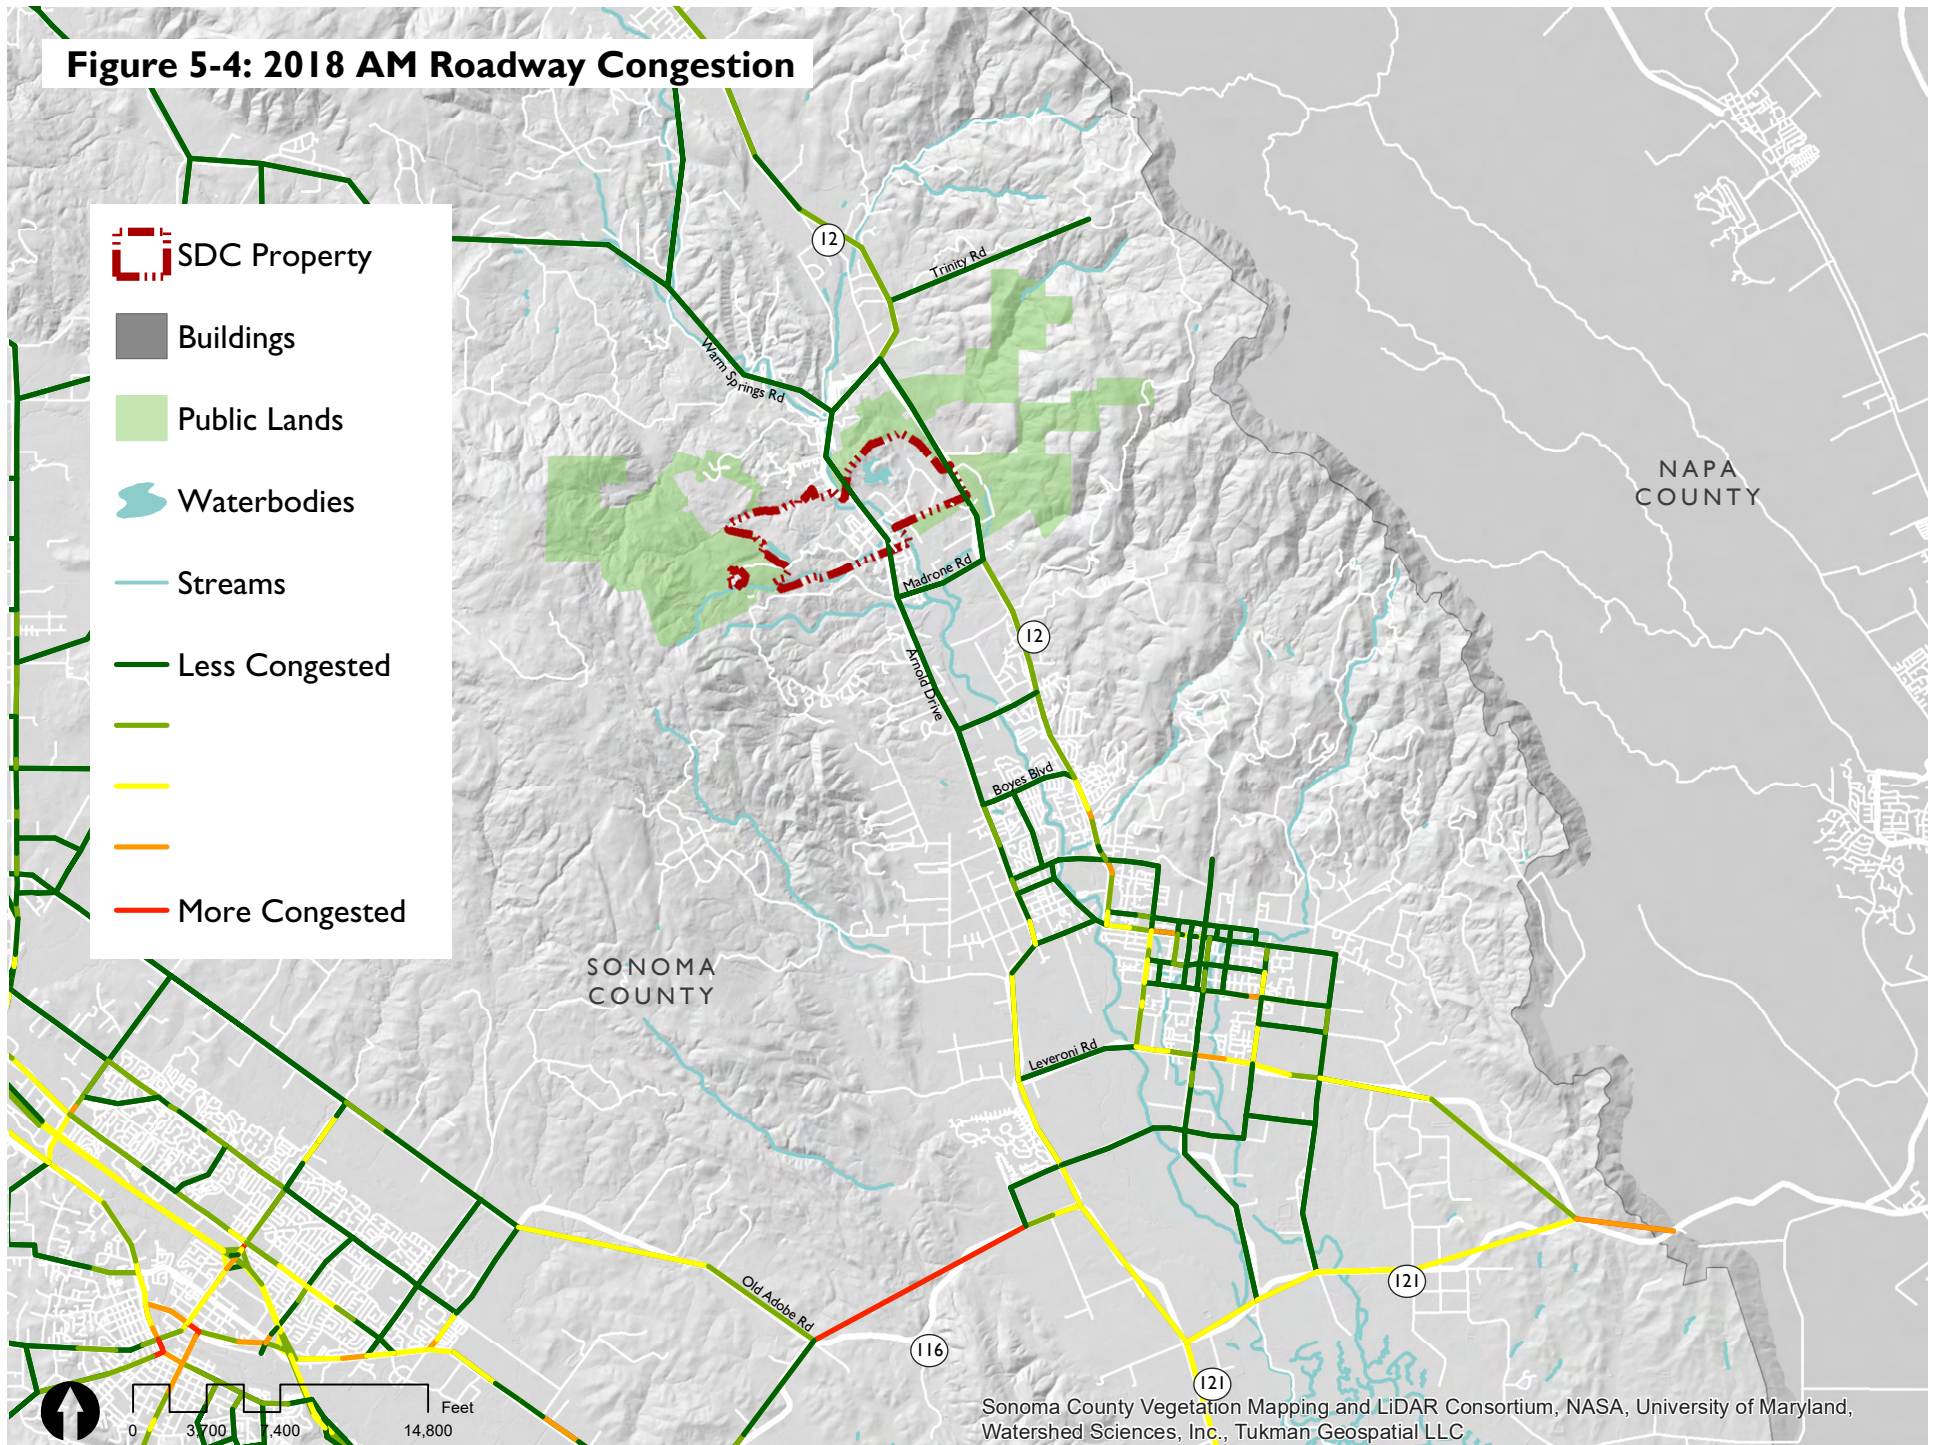 Figure 5-4: 2018 AM Roadway Congestion
SDC Property
Buildings
Public Lands
Waterbodies
Streams
Less Congested
More Congested
12
Trinity Rd
Warm Springs Rd
NAPA
COUNTY
Madrone Rd
12
Arnold Drive
Boyes Blvd
SONOMA
COUNTY
Leveroni Rd
Old Adobe Rd
121
116
121
Feet
0
3,700
7,400
14,800
Sonoma County Vegetation Mapping and LiDAR Consortium, NASA, University of Maryland,
Watershed Sciences, Inc., Tukman Geospatial LLC